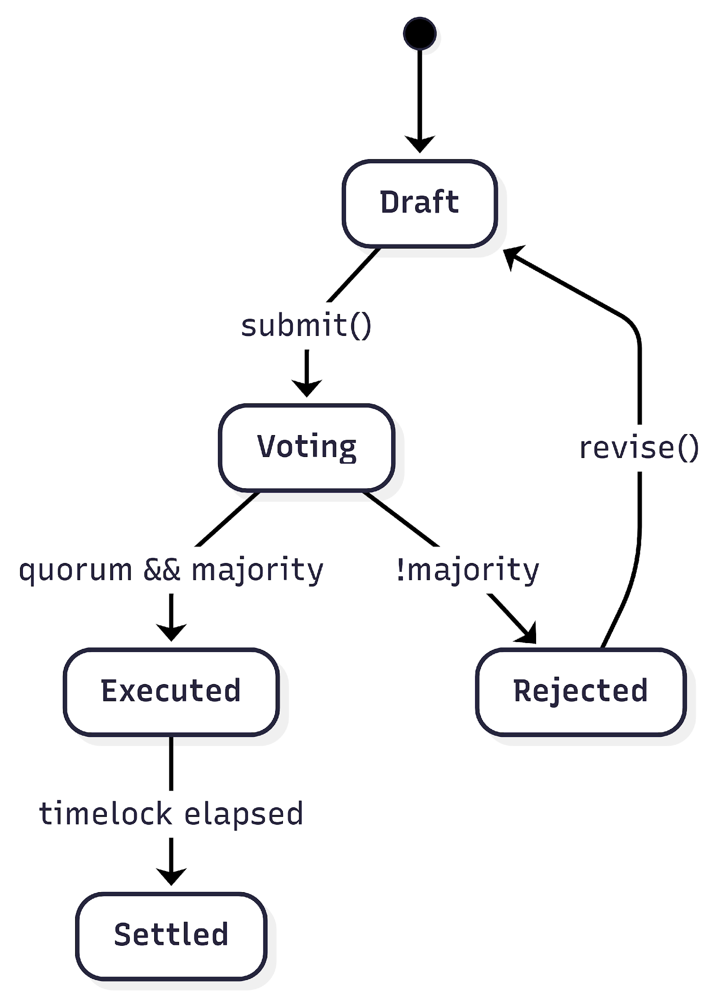 Draft
submit()
Voting
revise()
quorum && majority
!majority
Executed
Rejected
timelock elapsed
Settled